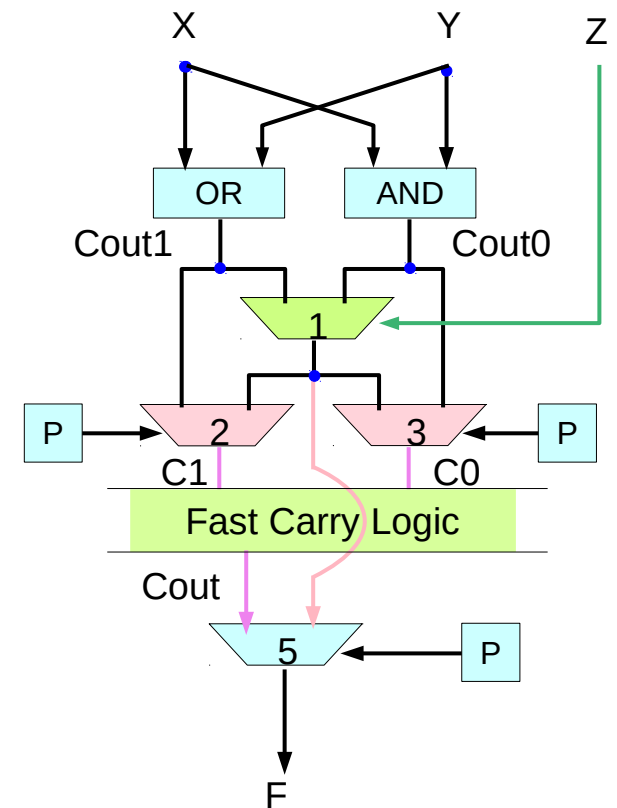 X Y Z
OR AND
Cout1 Cout0
1
P 2 3 P
C1 C0
Fast Carry Logic
Cout
5 P
F